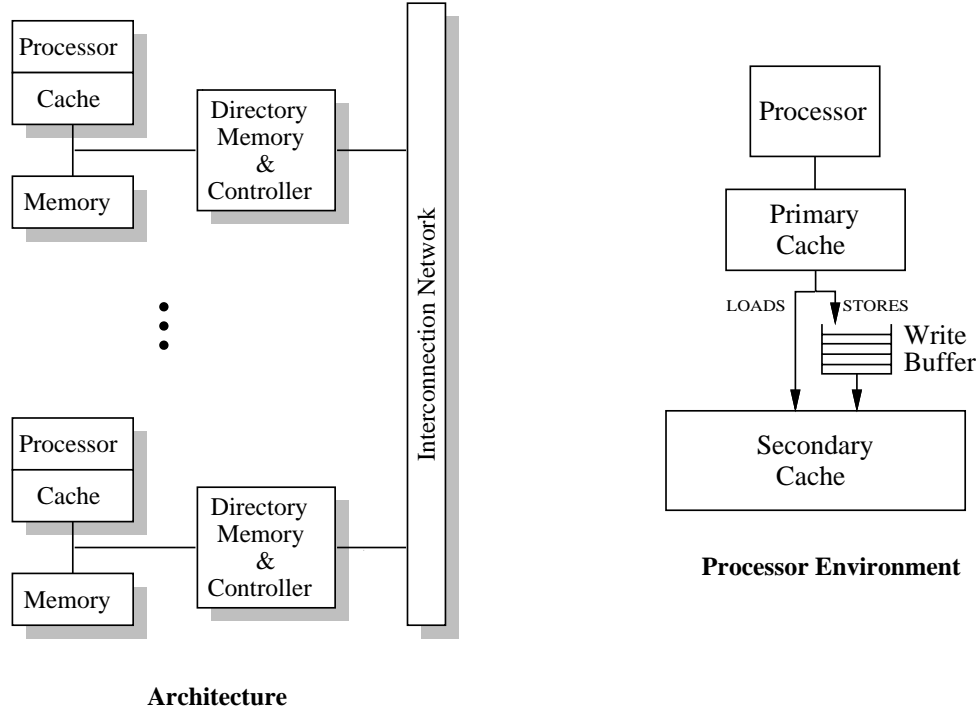 Processor
Cache
Memory
Directory
Memory
&
Controller
Processor
Cache
Memory
Directory
Memory
&
Controller
Interconnection Network
Architecture
Processor
Primary
Cache
LOADS
STORES
Write
Buffer
Secondary
Cache
Processor Environment